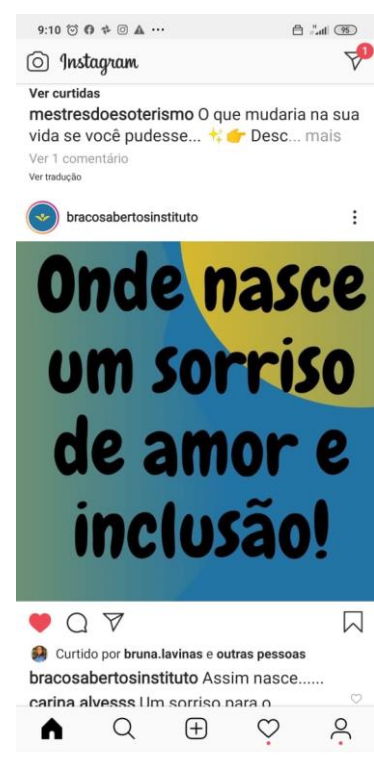 9:10
95
Instagram
1
Ver curtidas
mestresdoesoterismo O que mudaria na sua
vida se você pudesse... ✨👉 Desc... mais
Ver 1 comentário
Ver tradução
bracosabertosinstituto
Onde nasce
um sorriso
de amor e
inclusão!
Curtido por bruna.lavinas e outras pessoas
bracosabertosinstituto Assim nasce......
carina alvesss Um sorriso para o